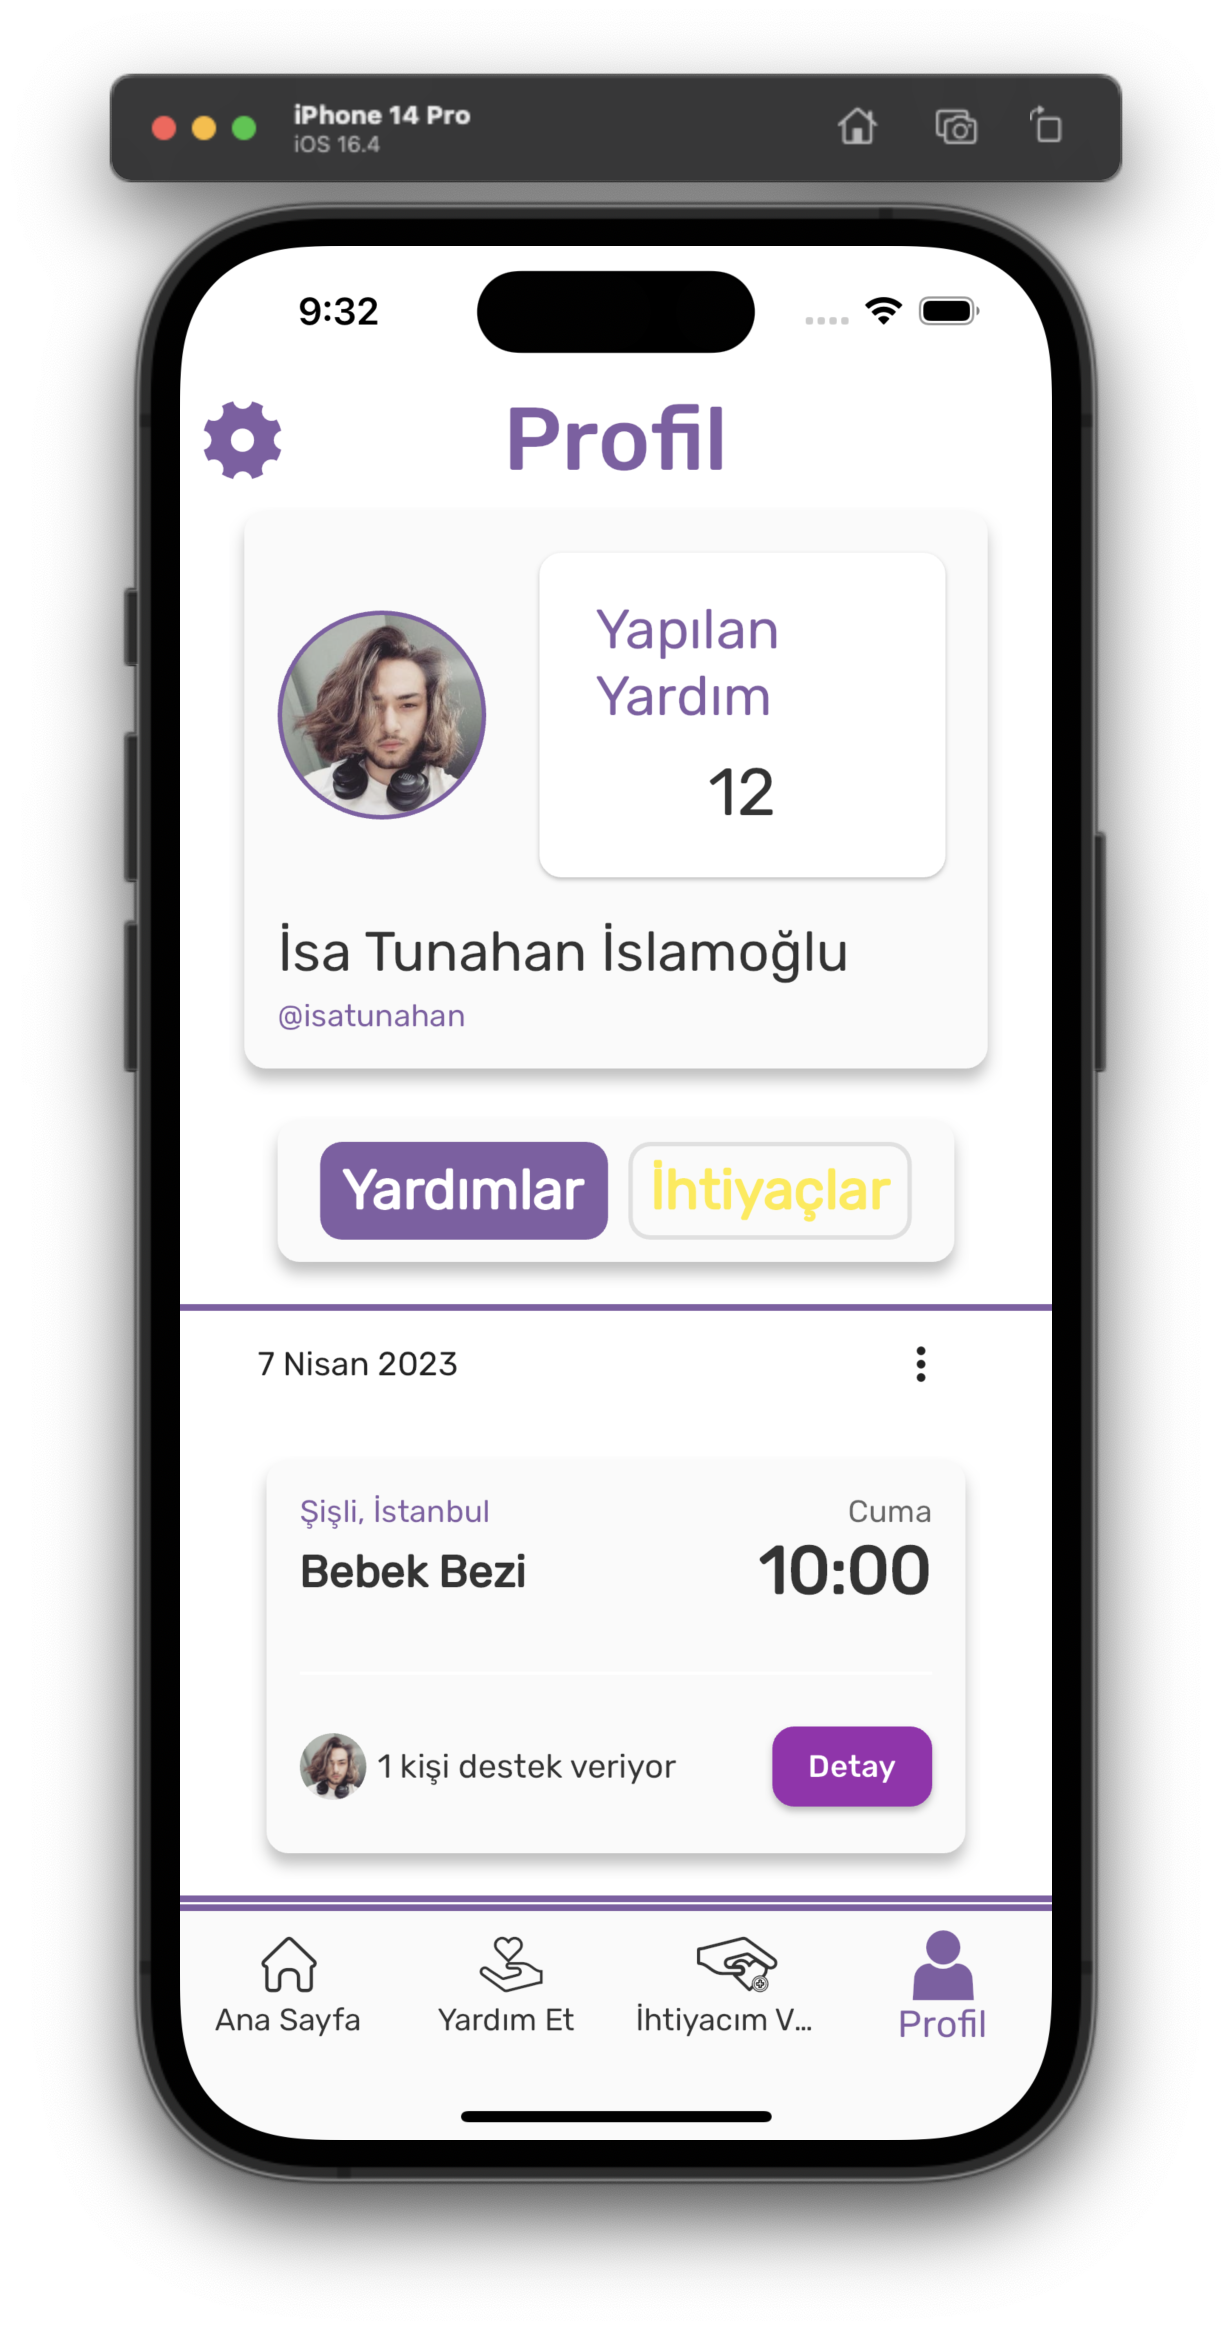 iPhone 14 Pro
iOS 16.4
9:32
Profil
Yapılan
Yardım
12
İsa Tunahan İslamoğlu
@isatunahan
Yardımlar İhtiyaçlar
7 Nisan 2023
Şişli, İstanbul Cuma
Bebek Bezi 10:00
1 kişi destek veriyor Detay
Ana Sayfa Yardım Et İhtiyacım V... Profil